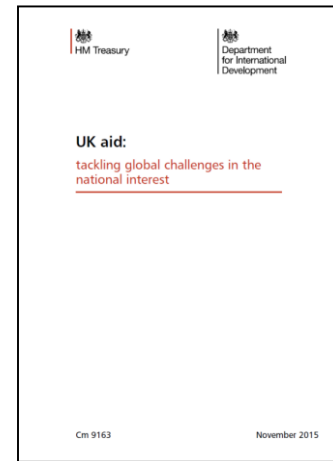 HM Treasury
Department
for International
Development
UK aid:
tackling global challenges in the
national interest
Cm 9163
November 2015